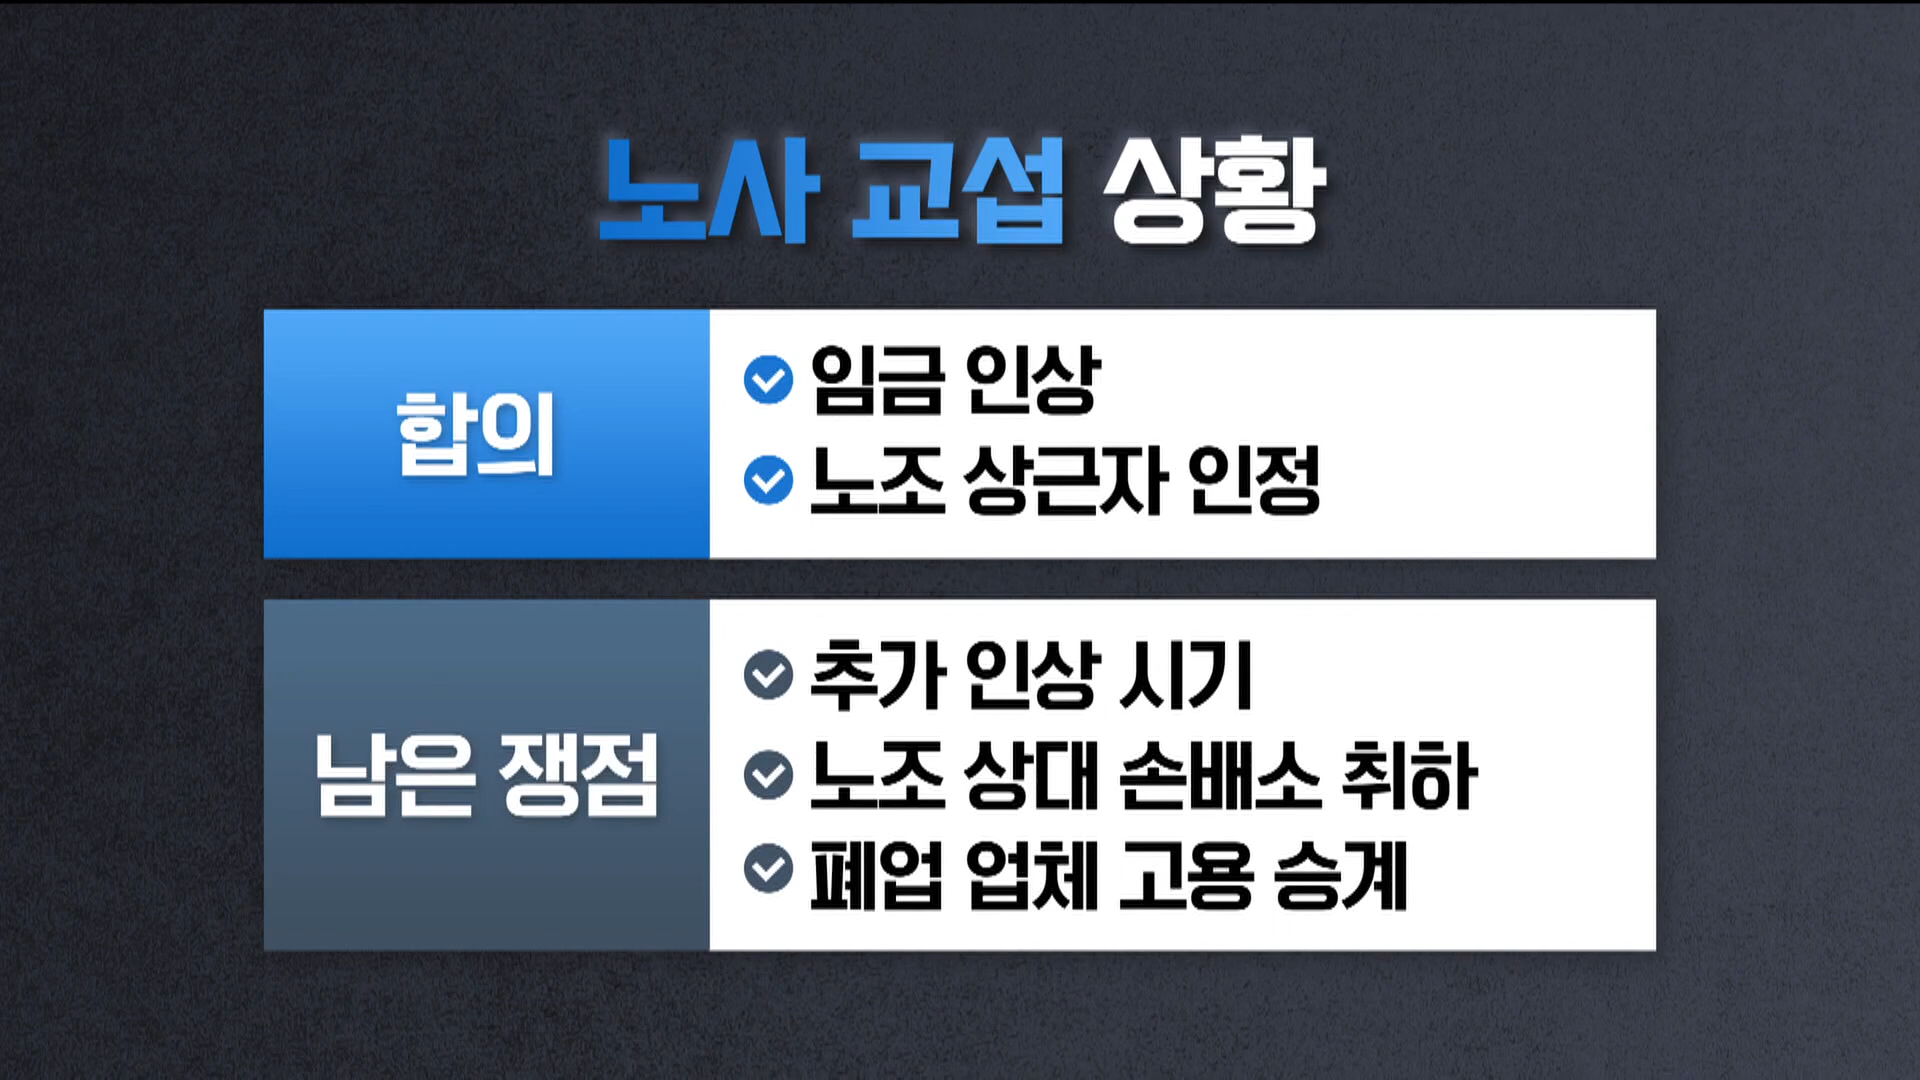 노사 교섭 상황
합의
임금 인상
노조 상근자 인정
남은 쟁점
추가 인상 시기
노조 상대 손배소 취하
폐업 업체 고용 승계